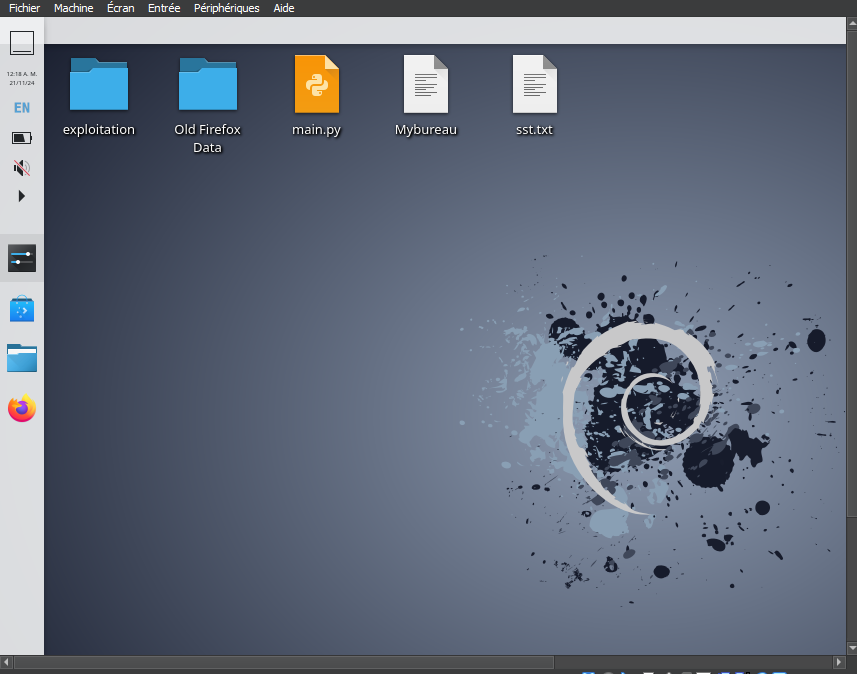 Fichier Machine Écran Entrée Périphériques Aide
12:18 A. M.
21/11/24
EN
exploitation
Old Firefox
Data
main.py
Mybureau
sst.txt